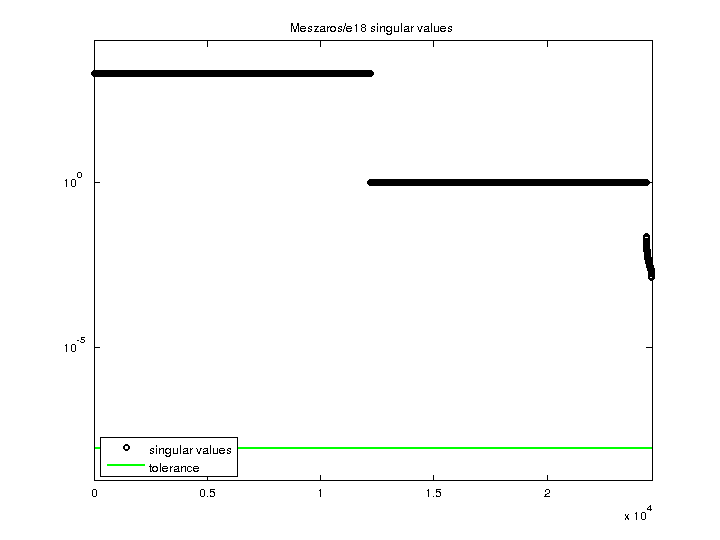 Meszaros/e18 singular values
10^0
10^-5
singular values
tolerance
0 0.5 1 1.5 2
x 10^4